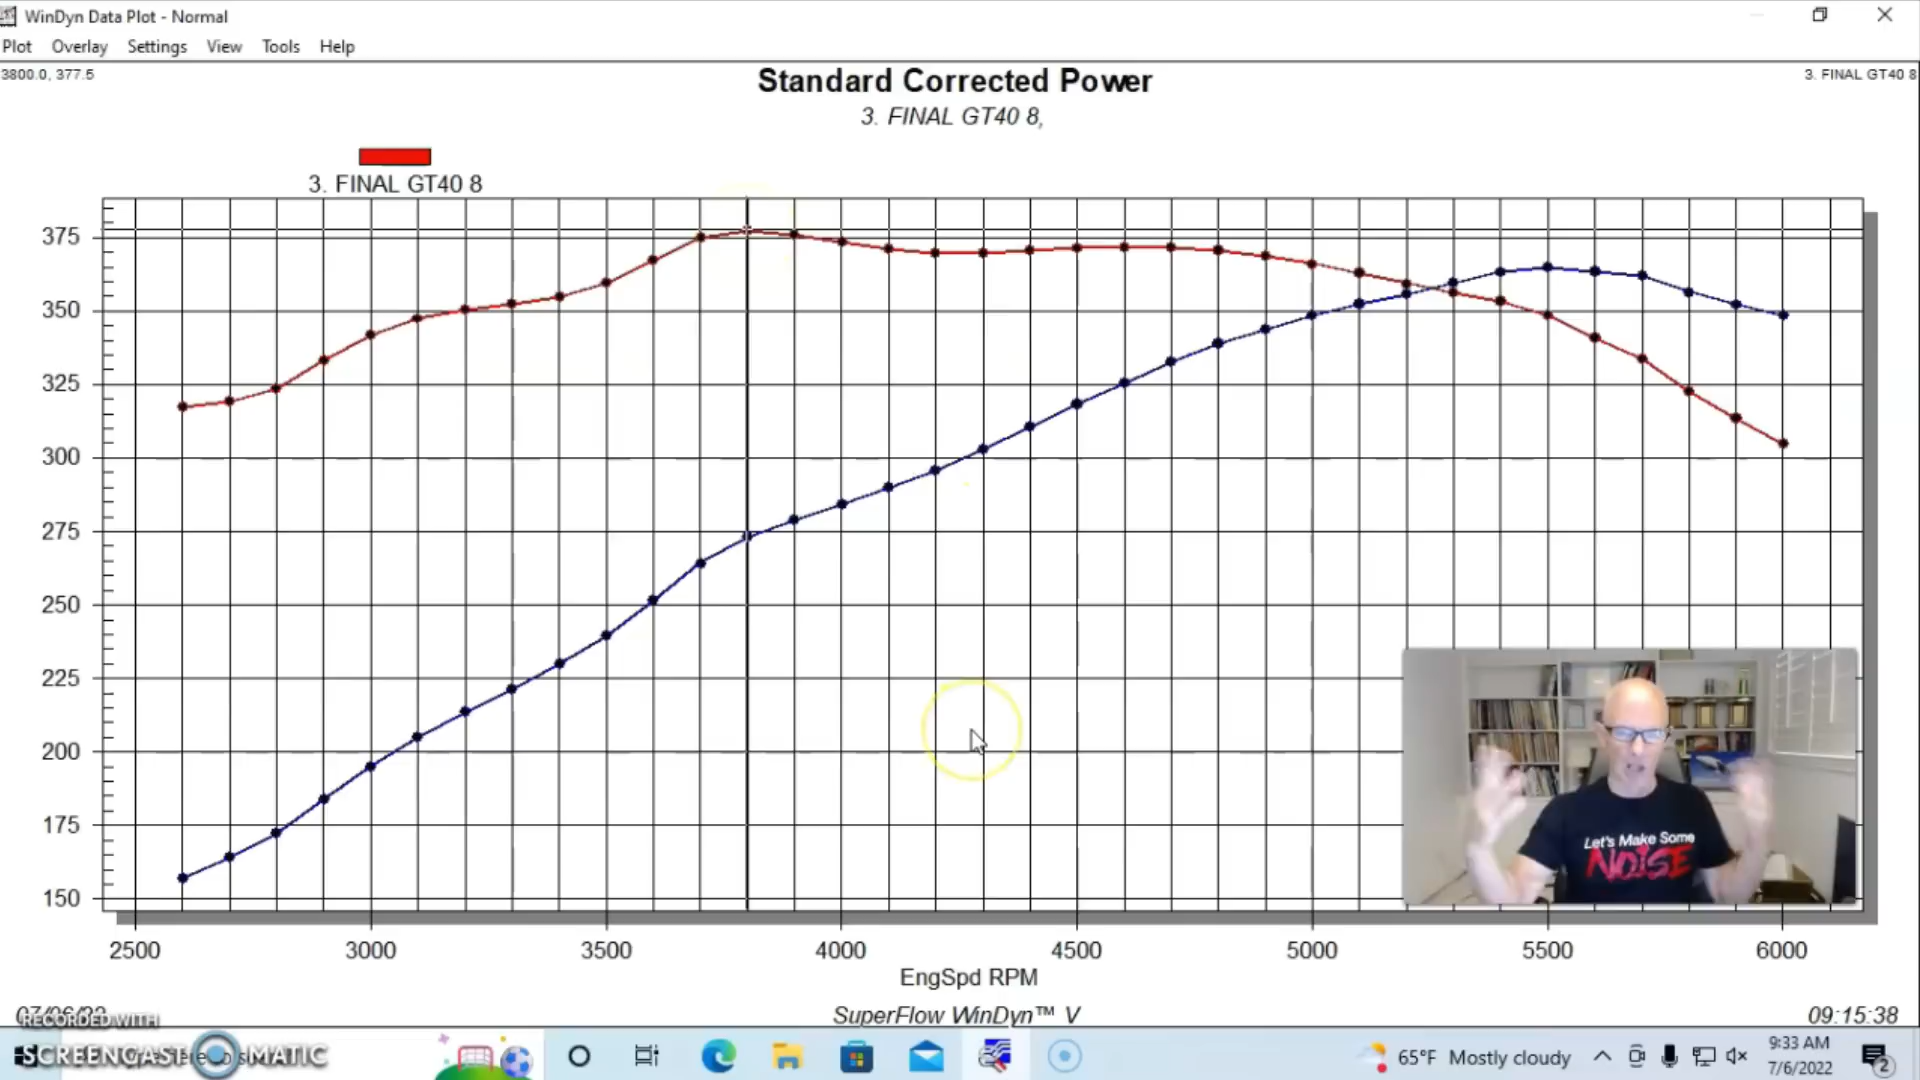 WinDyn Data Plot - Normal
Plot Overlay Settings View Tools Help
3800.0, 377.5
3. FINAL GT40 8
Standard Corrected Power
3. FINAL GT40 8,
3. FINAL GT40 8
375
350
325
300
275
250
225
200
175
150
2500 3000 3500 4000 4500 5000 5500 6000
EngSpd RPM
Let's Make Some
NOISE
SuperFlow WinDyn™ V
09:15:38
RECORDED WITH
SCREENCAST MATIC
65°F Mostly cloudy
9:33 AM
7/6/2022
2